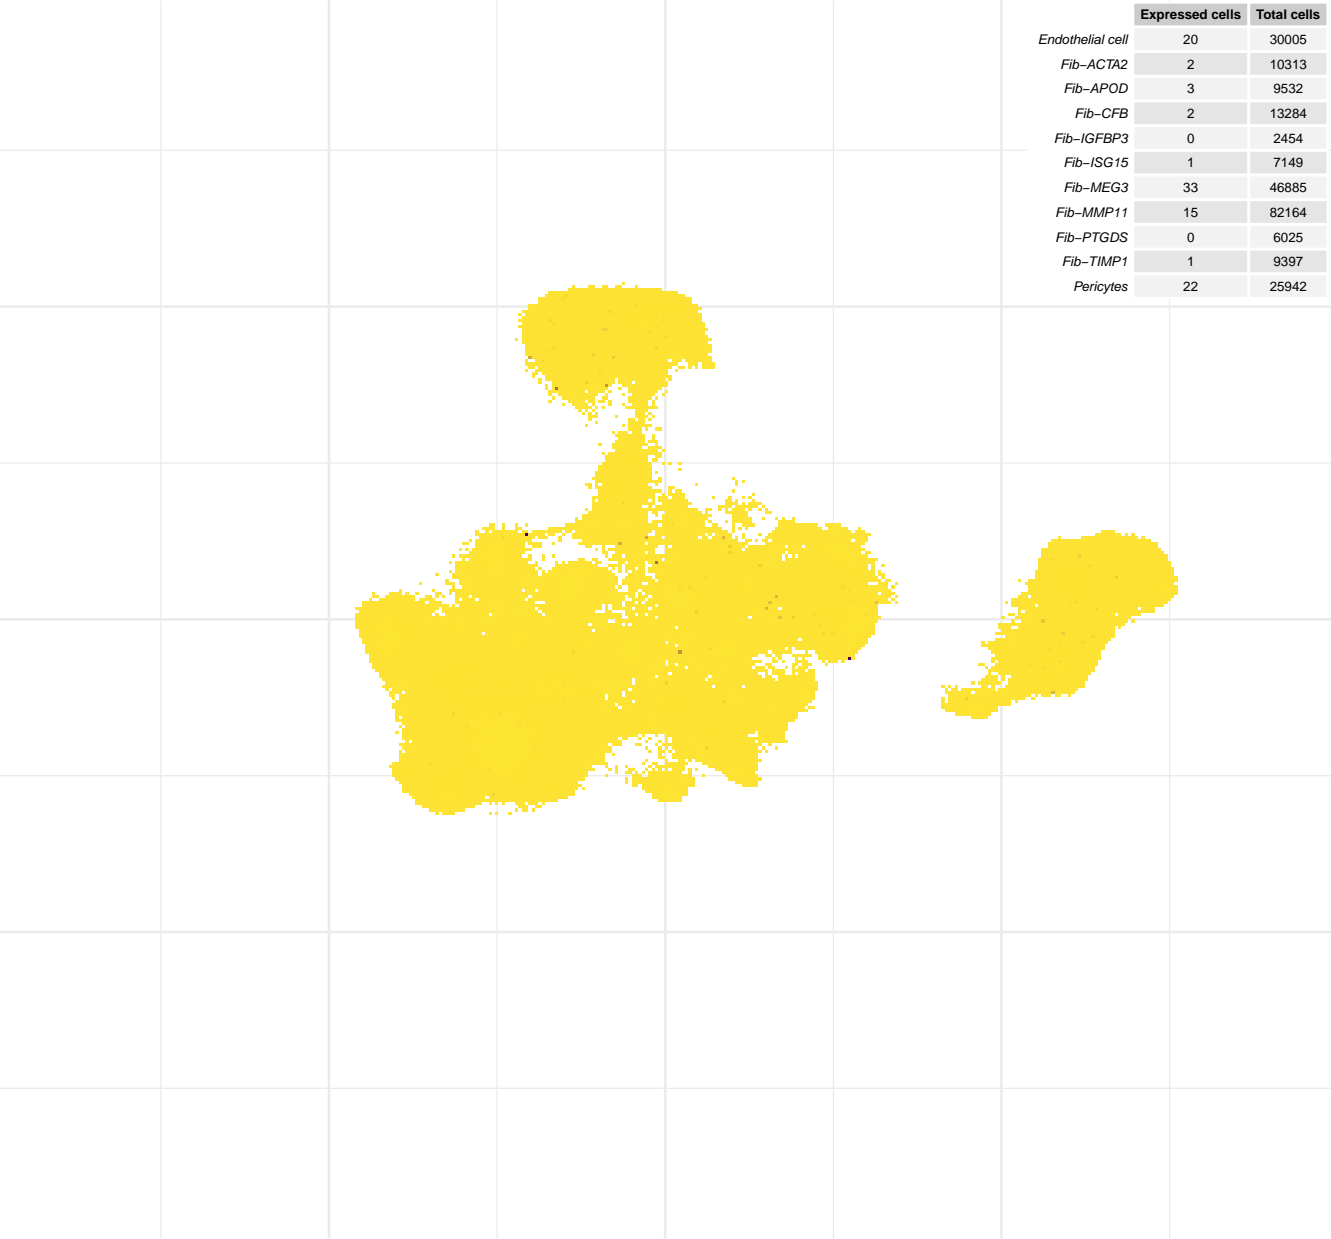 Expressed cells Total cells
Endothelial cell 20 30005
Fib−ACTA2 2 10313
Fib−APOD 3 9532
Fib−CFB 2 13284
Fib−IGFBP3 0 2454
Fib−ISG15 1 7149
Fib−MEG3 33 46885
Fib−MMP11 15 82164
Fib−PTGDS 0 6025
Fib−TIMP1 1 9397
Pericytes 22 25942